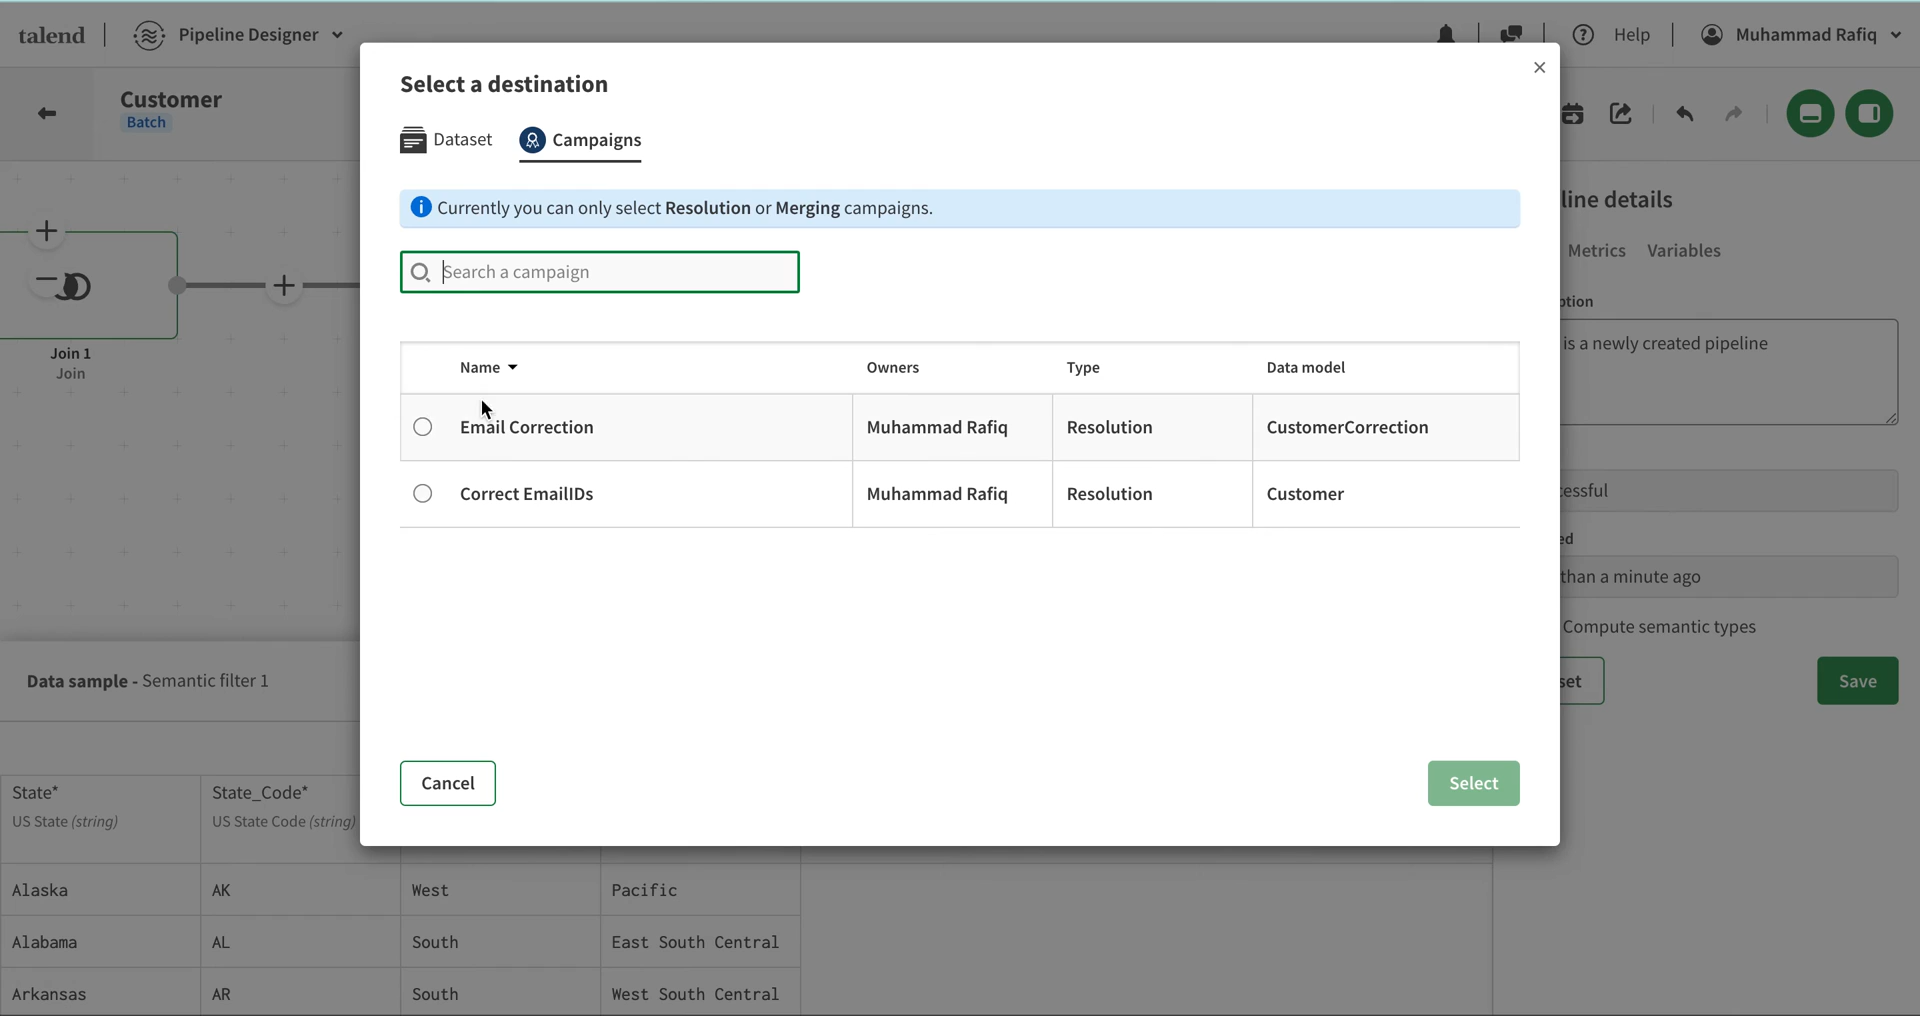 talend
Pipeline Designer
Help
Muhammad Rafiq
Customer
Batch
Select a destination
Dataset
Campaigns
Currently you can only select Resolution or Merging campaigns.
Search a campaign
Name Owners Type Data model
Email Correction Muhammad Rafiq Resolution CustomerCorrection
Correct EmailIDs Muhammad Rafiq Resolution Customer
Cancel
Select
Join 1
Join
line details
Metrics Variables
ption
is a newly created pipeline
cessful
ed
than a minute ago
Compute semantic types
set
Save
Data sample - Semantic filter 1
State* State_Code*
US State (string) US State Code (string)
Alaska AK West Pacific
Alabama AL South East South Central
Arkansas AR South West South Central